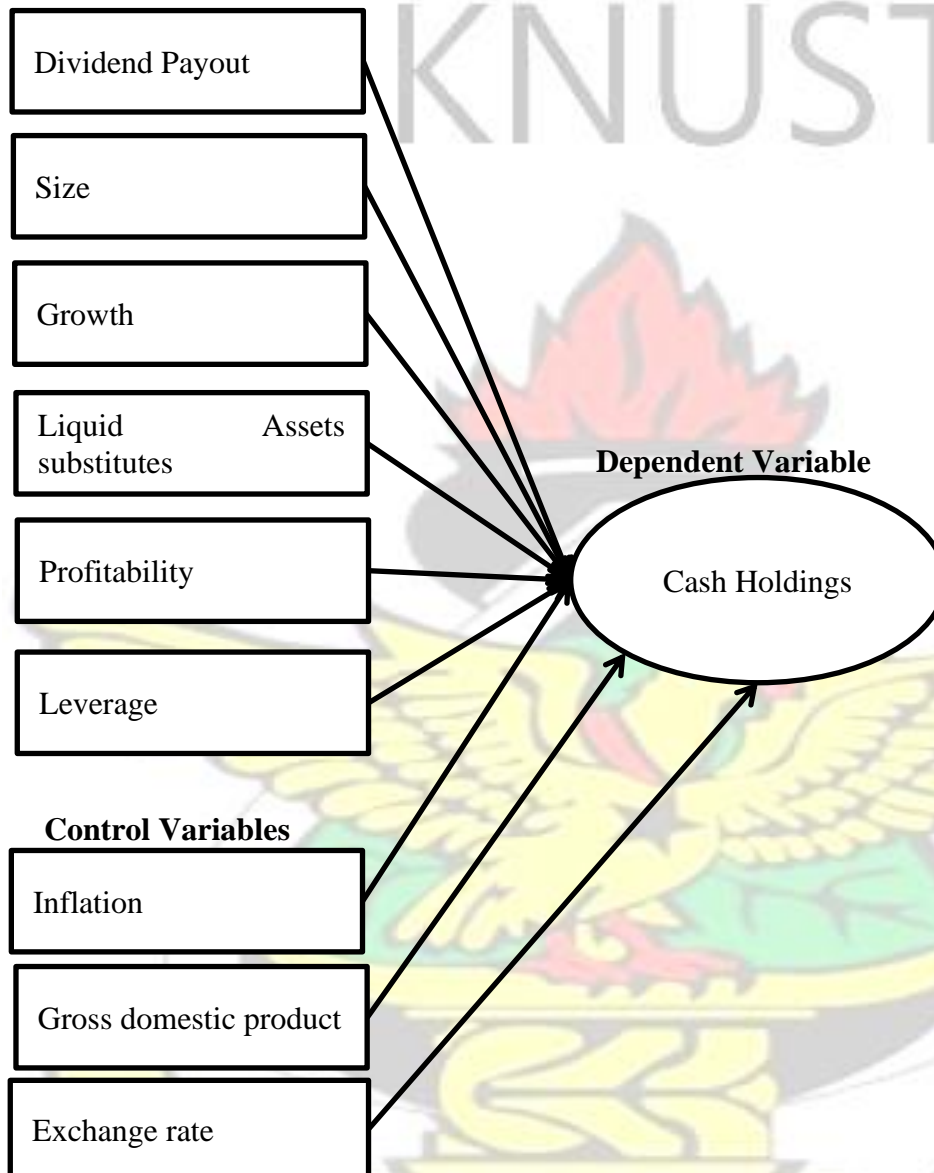 KNUST
Dividend Payout
Size
Growth
Liquid Assets
substitutes
Profitability
Leverage
Dependent Variable
Cash Holdings
Control Variables
Inflation
Gross domestic product
Exchange rate